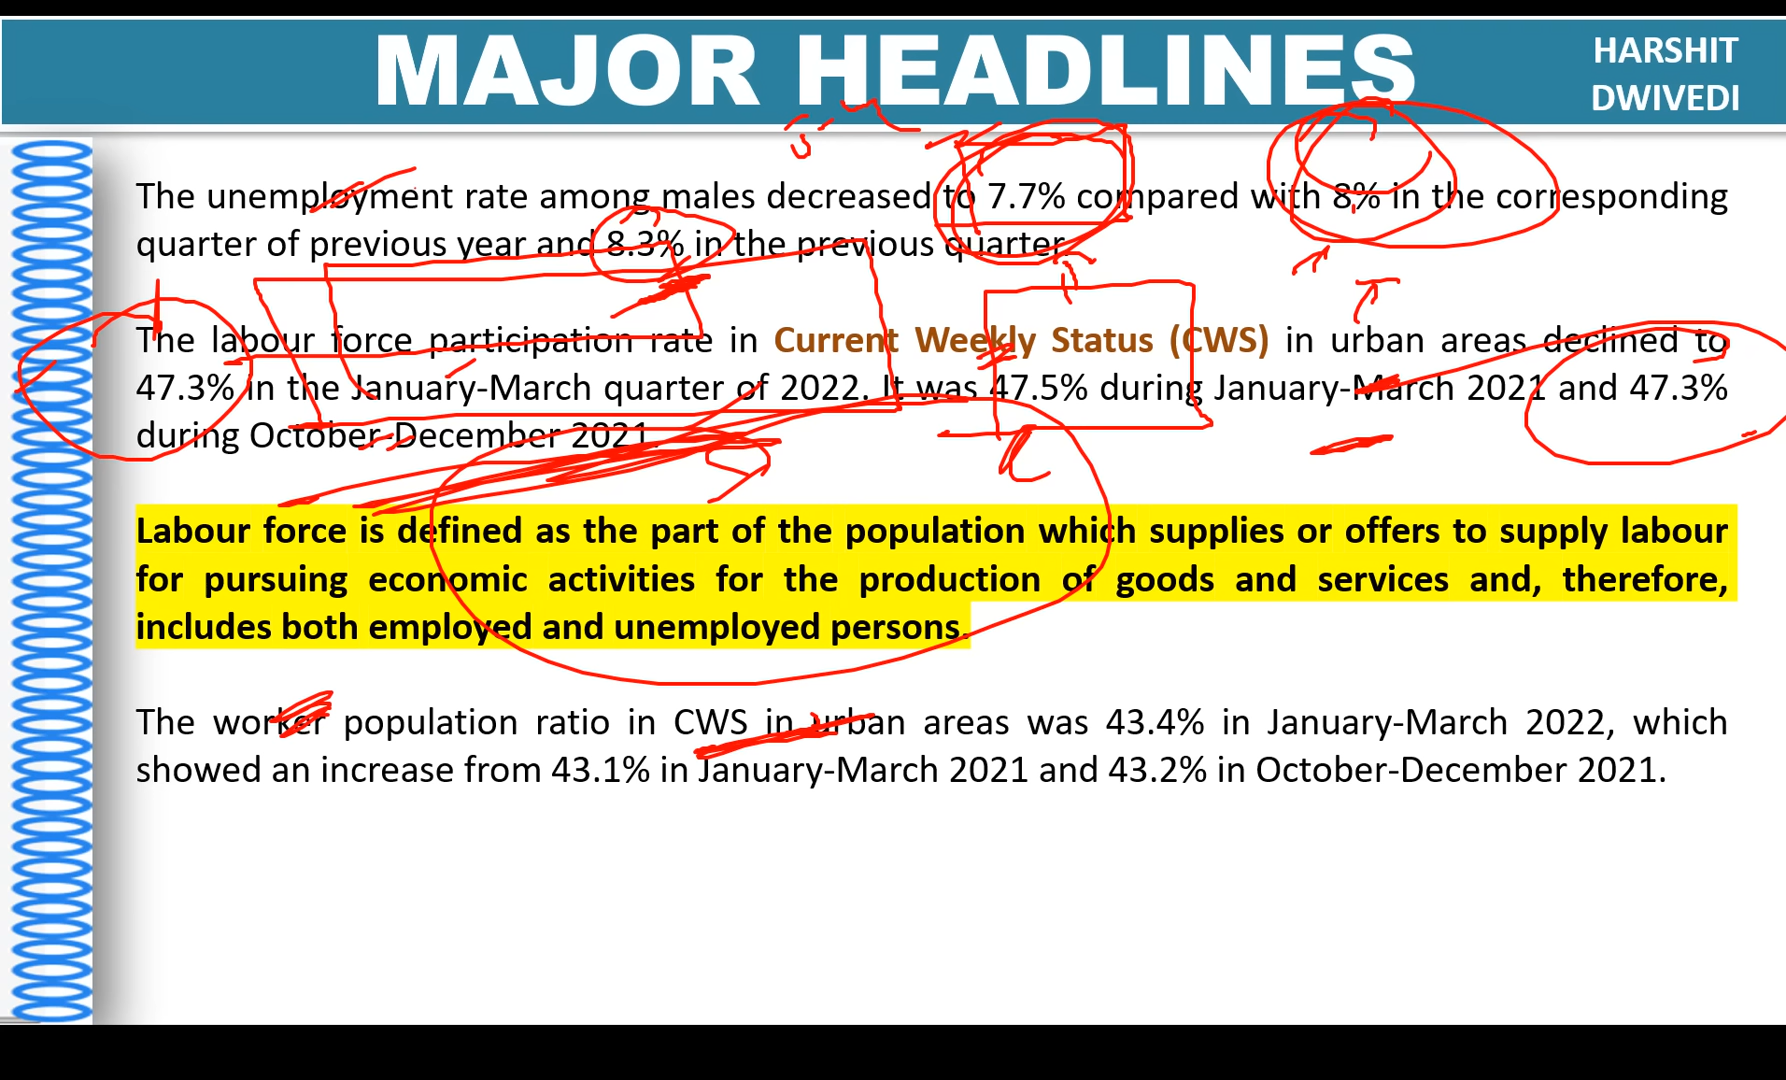 MAJOR HEADLINES
HARSHIT
DWIVEDI
The unemployment rate among males decreased to 7.7% compared with 8% in the corresponding
quarter of previous year and 8.3% in the previous quarter.
The labour force participation rate in Current Weekly Status (CWS) in urban areas declined to
47.3% in the January-March quarter of 2022. It was 47.5% during January-March 2021 and 47.3%
during October-December 2021.
Labour force is defined as the part of the population which supplies or offers to supply labour
for pursuing economic activities for the production of goods and services and, therefore,
includes both employed and unemployed persons.
The worker population ratio in CWS in urban areas was 43.4% in January-March 2022, which
showed an increase from 43.1% in January-March 2021 and 43.2% in October-December 2021.